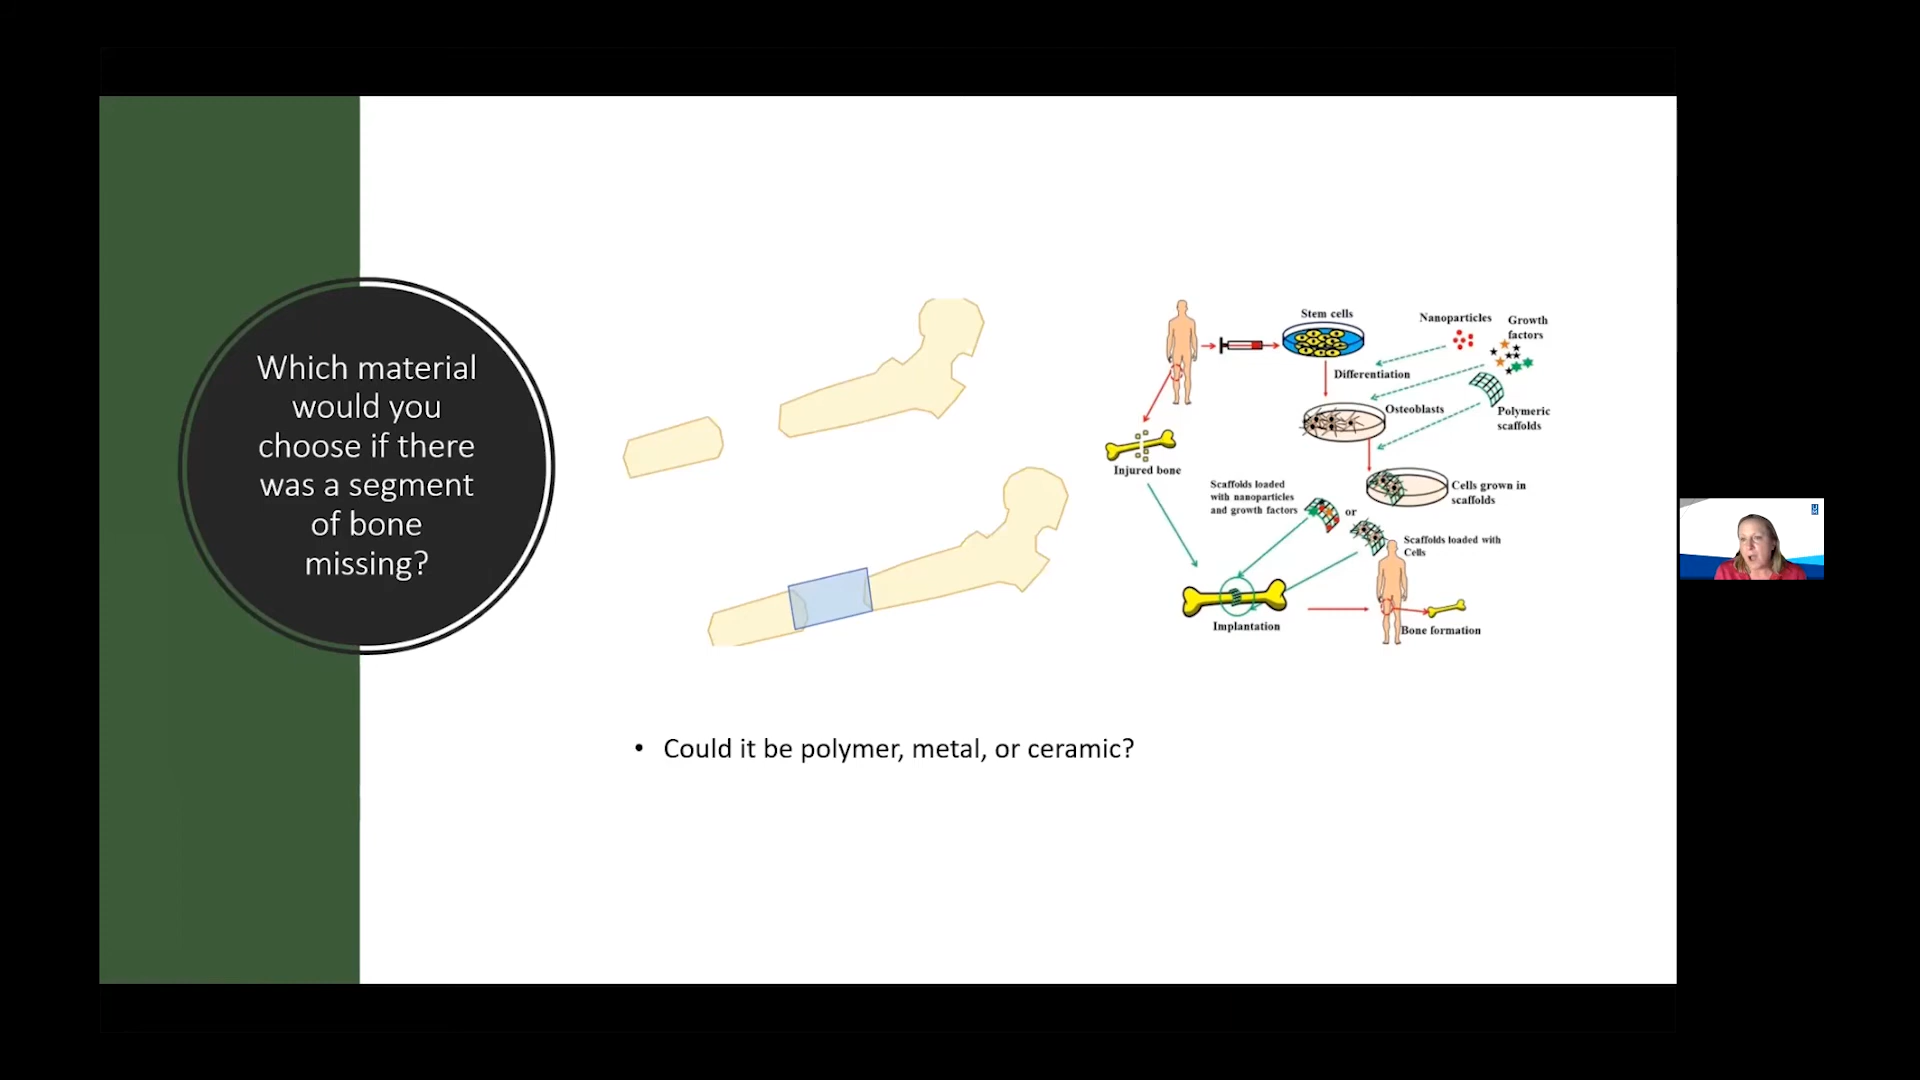 Which material
would you
choose if there
was a segment
of bone
missing?
Stem cells
Nanoparticles
Growth
factors
Differentiation
Osteoblasts
Polymeric
scaffolds
Injured bone
Scaffolds loaded
with nanoparticles
and growth factors
or
Cells grown in
scaffolds
Scaffolds loaded with
Cells
Implantation
Bone formation
• Could it be polymer, metal, or ceramic?